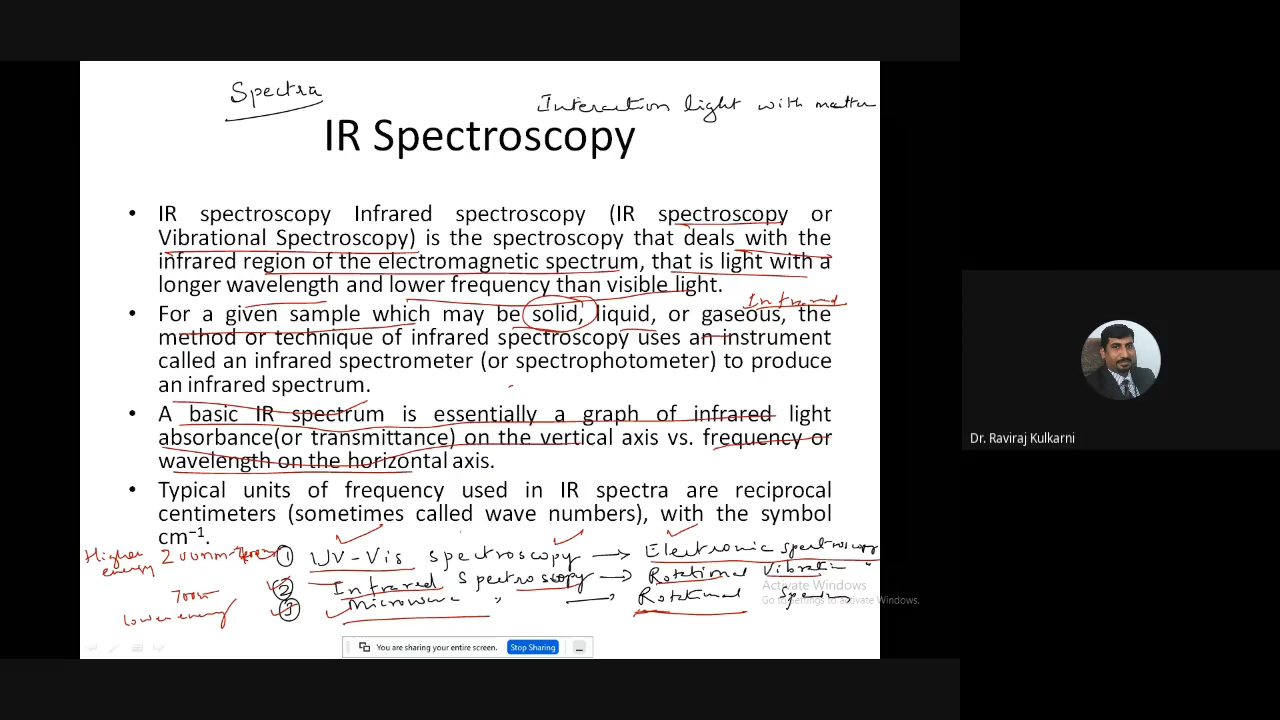 Spectra
Interaction light with matter
IR Spectroscopy
• IR spectroscopy Infrared spectroscopy (IR spectroscopy or
Vibrational Spectroscopy) is the spectroscopy that deals with the
infrared region of the electromagnetic spectrum, that is light with a
longer wavelength and lower frequency than visible light.
Infrared
• For a given sample which may be solid, liquid, or gaseous, the
method or technique of infrared spectroscopy uses an instrument
called an infrared spectrometer (or spectrophotometer) to produce
an infrared spectrum.
• A basic IR spectrum is essentially a graph of infrared light
absorbance(or transmittance) on the vertical axis vs. frequency or
wavelength on the horizontal axis.
• Typical units of frequency used in IR spectra are reciprocal
centimeters (sometimes called wave numbers), with the symbol
cm⁻¹.
Higher energy 200nm- ① UV-Vis spectroscopy → Electronic spectroscopy
② Infrared Spectroscopy → Rotational Vibration
700nm lower energy ③ Microwave " → Rotational
Activate Windows
Go to Settings to activate Windows.
You are sharing your entire screen. Stop Sharing
Dr. Raviraj Kulkarni